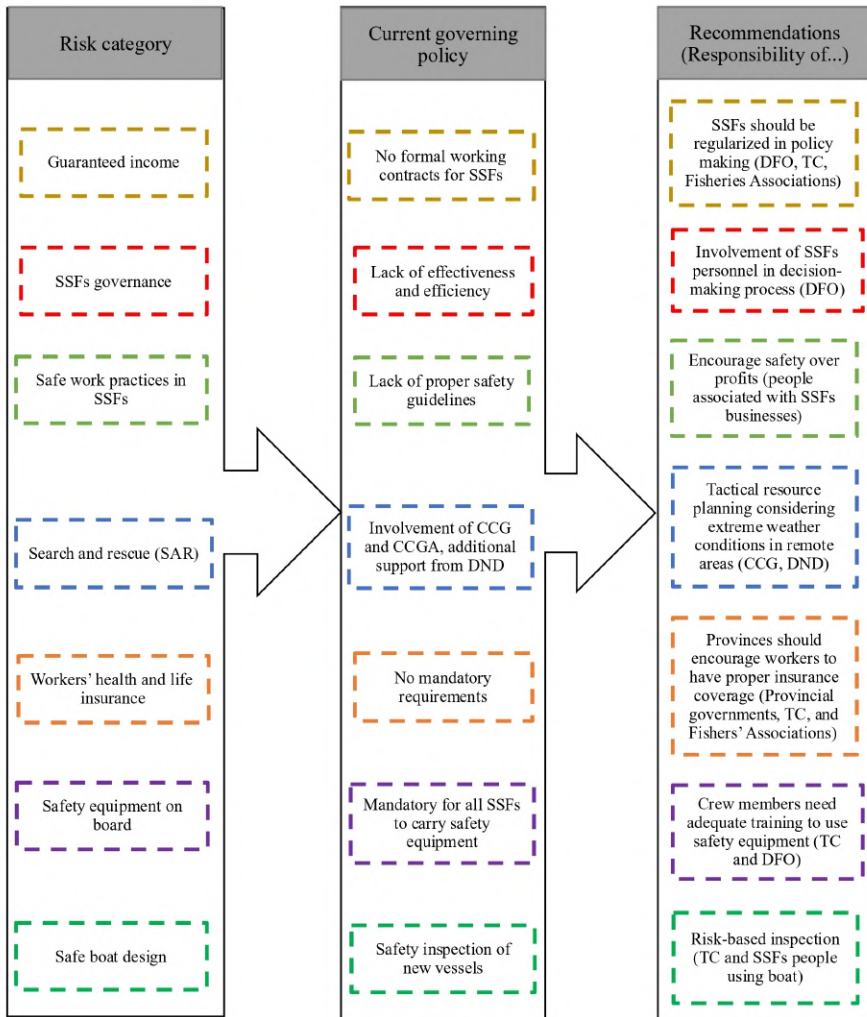 Risk category
Current governing
policy
Recommendations
(Responsibility of...)
Guaranteed income
No formal working
contracts for SSFs
SSFs should be
regularized in policy
making (DFO, TC,
Fisheries Associations)
SSFs governance
Lack of effectiveness
and efficiency
Involvement of SSFs
personnel in decision-
making process (DFO)
Safe work practices in
SSFs
Lack of proper safety
guidelines
Encourage safety over
profits (people
associated with SSFs
businesses)
Search and rescue (SAR)
Involvement of CCG
and CCGA, additional
support from DND
Tactical resource
planning considering
extreme weather
conditions in remote
areas (CCG, DND)
Workers' health and life
insurance
No mandatory
requirements
Provinces should
encourage workers to
have proper insurance
coverage (Provincial
governments, TC, and
Fishers' Associations)
Safety equipment on
board
Mandatory for all SSFs
to carry safety
equipment
Crew members need
adequate training to use
safety equipment (TC
and DFO)
Safe boat design
Safety inspection of
new vessels
Risk-based inspection
(TC and SSFs people
using boat)